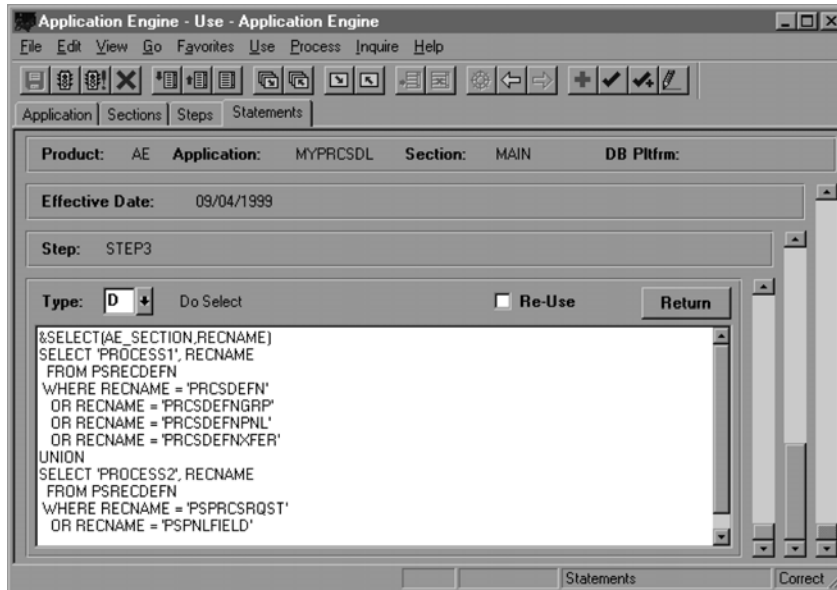 Application Engine - Use - Application Engine
File Edit View Go Favorites Use Process Inquire Help
Application Sections Steps Statements
Product: AE Application: MYPRCSDL Section: MAIN DB Pltfrm:
Effective Date: 09/04/1999
Step: STEP3
Type: D Do Select Re-Use Return
&SELECT(AE_SECTION,RECNAME)
SELECT 'PROCESS1', RECNAME
FROM PSRECDEFN
WHERE RECNAME = 'PRCSDEFN'
OR RECNAME = 'PRCSDEFNGRP'
OR RECNAME = 'PRCSDEFNPNL'
OR RECNAME = 'PRCSDEFNXFER'
UNION
SELECT 'PROCESS2', RECNAME
FROM PSRECDEFN
WHERE RECNAME = 'PSPRCSRQST'
OR RECNAME = 'PSPNLFIELD'
Statements Correct